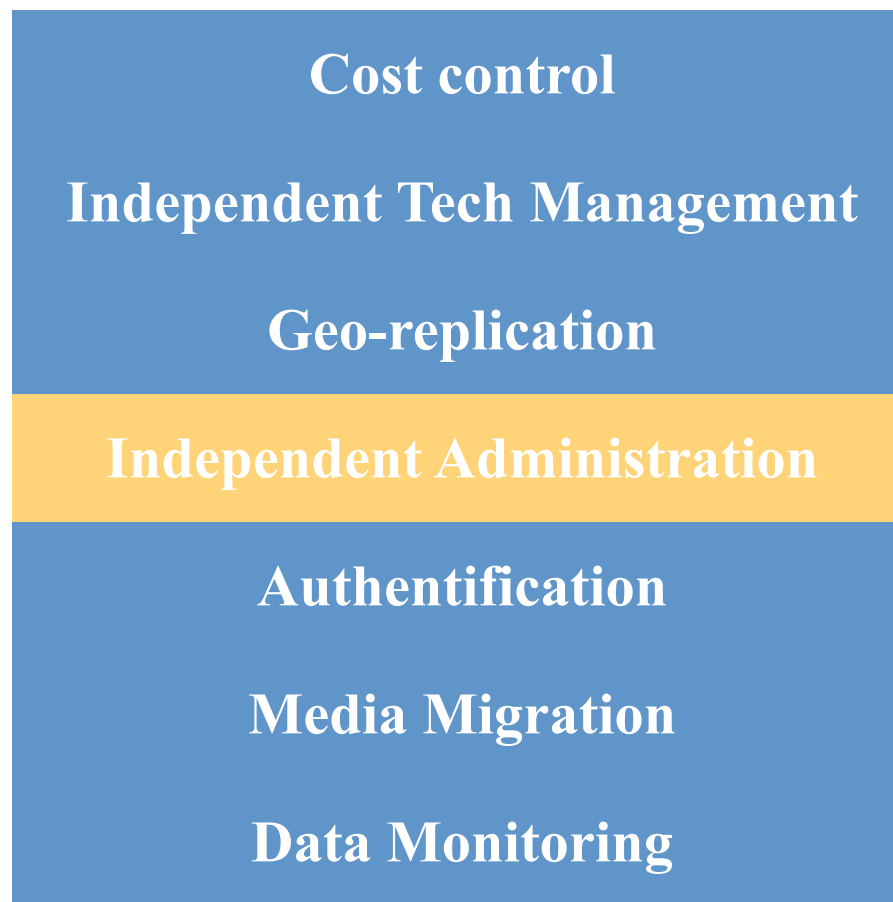 Cost control
Independent Tech Management
Geo-replication
Independent Administration
Authentification
Media Migration
Data Monitoring